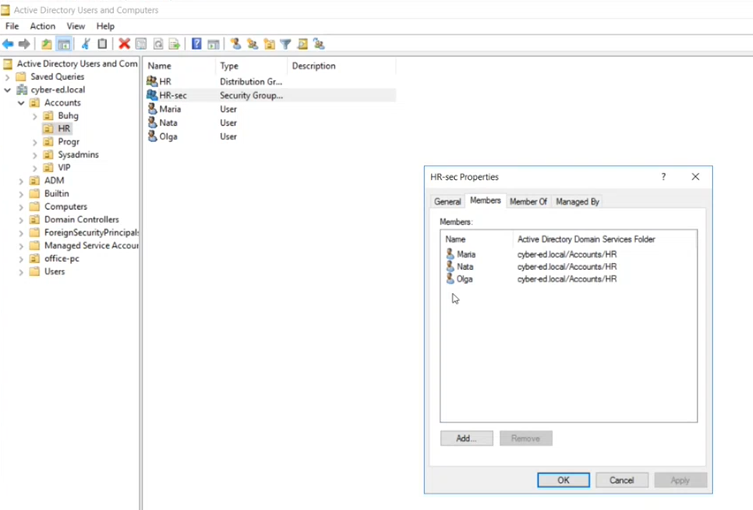 Active Directory Users and Computers
File Action View Help
Active Directory Users and Com
Saved Queries
cyber-ed.local
Accounts
Buhg
HR
Progr
Sysadmins
VIP
ADM
Builtin
Computers
Domain Controllers
ForeignSecurityPrincipals
Managed Service Accour
office-pc
Users
Name Type Description
HR Distribution Gr...
HR-sec Security Group...
Maria User
Nata User
Olga User
HR-sec Properties ?
General Members Member Of Managed By
Members:
Name Active Directory Domain Services Folder
Maria cyber-ed.local/Accounts/HR
Nata cyber-ed.local/Accounts/HR
Olga cyber-ed.local/Accounts/HR
Add... Remove
OK Cancel Apply